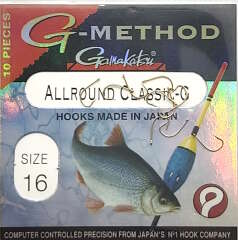 10 PIECES
G-METHOD
Gamakatsu
ALLROUND CLASSIC-G
HOOKS MADE IN JAPAN
SIZE
16
COMPUTER CONTROLLED PRECISION FROM JAPAN'S Nº1 HOOK COMPANY